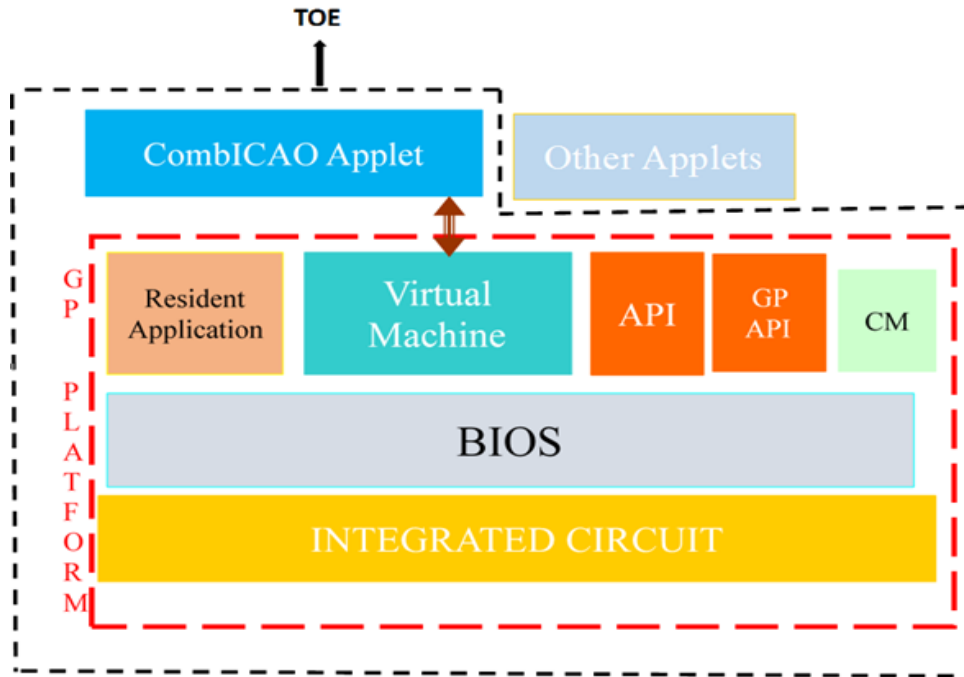 TOE
CombICAO Applet
Other Applets
GP PLATFORM
Resident
Application
Virtual
Machine
API
GP
API
CM
BIOS
INTEGRATED CIRCUIT